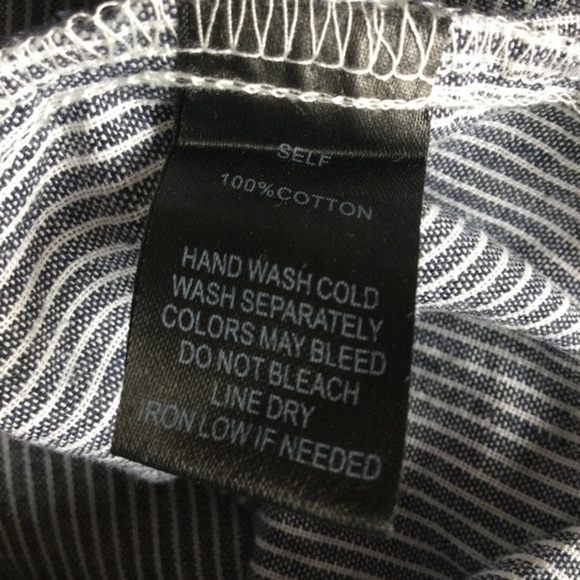 SELF
100%COTTON
HAND WASH COLD
WASH SEPARATELY
COLORS MAY BLEED
DO NOT BLEACH
LINE DRY
IRON LOW IF NEEDED